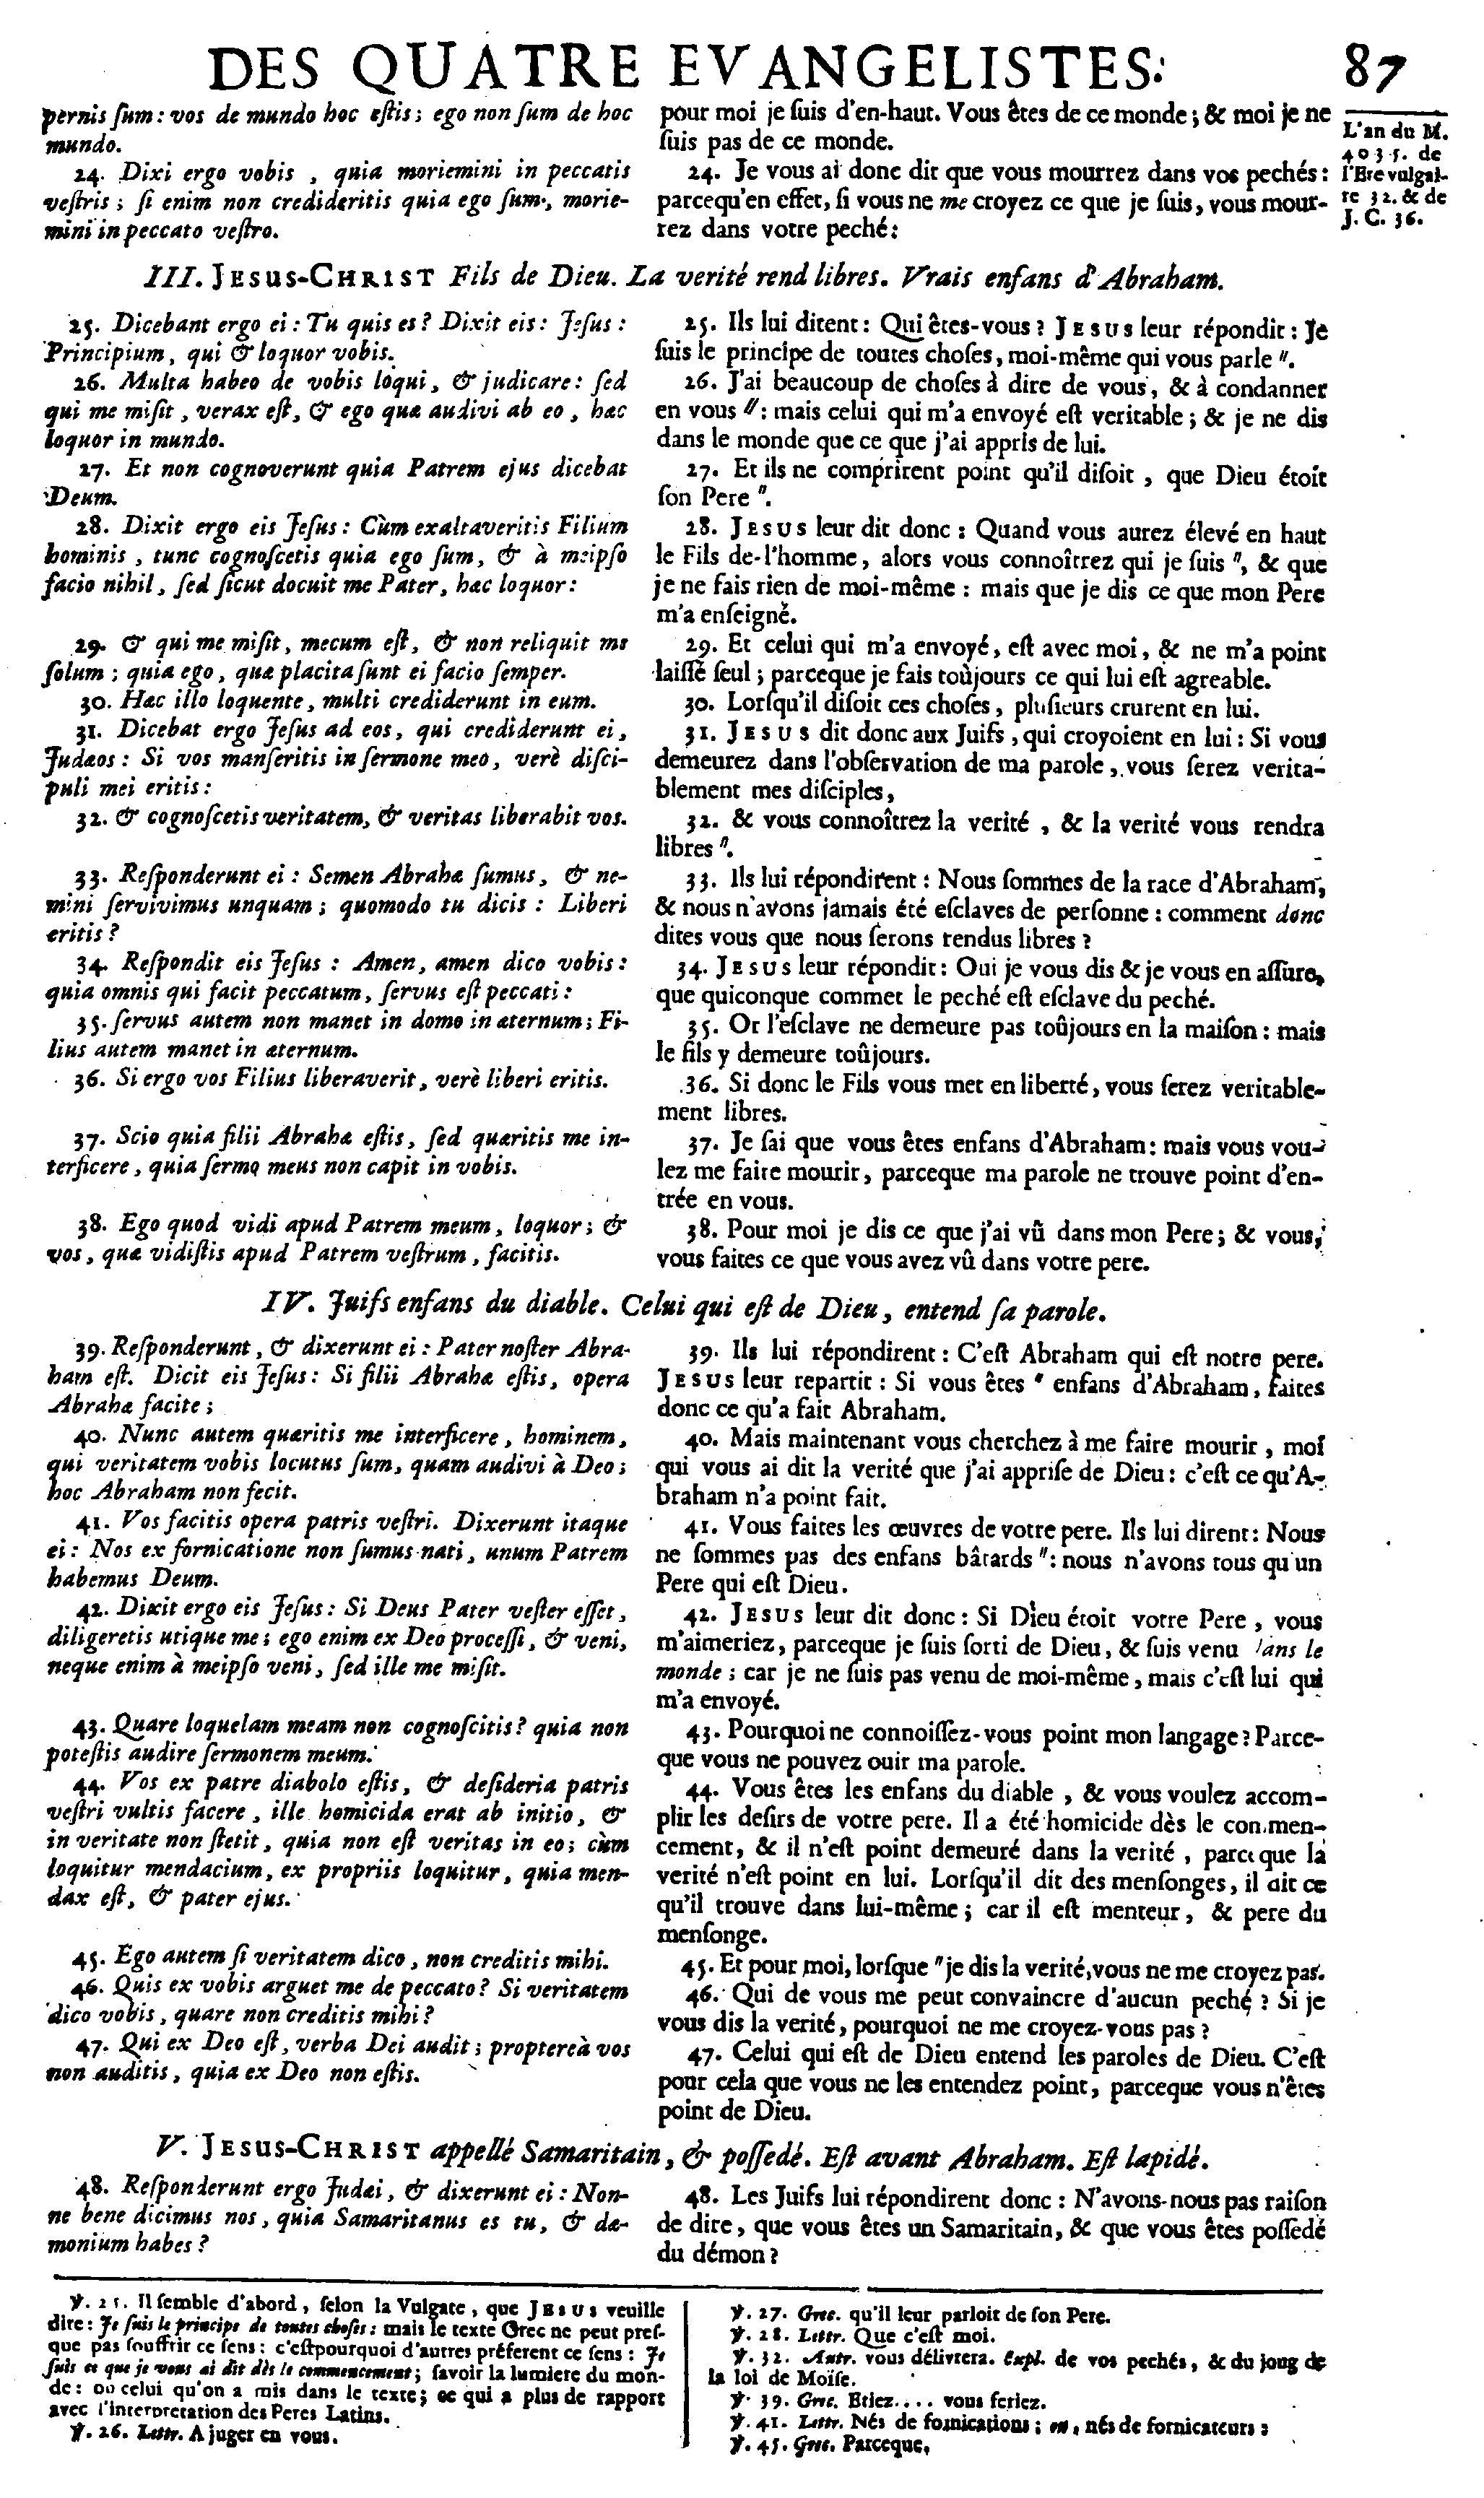 DES QUATRE EVANGELISTES: 87
L'an du M.
4035. de
l'Ere vulgai-
re 32. & de
J. C. 36.
pernis ſum: vos de mundo hoc eſtis; ego non ſum de hoc
mundo.
24. Dixi ergo vobis, quia moriemini in peccatis
veſtris; ſi enim non credideritis quia ego ſum, morie-
mini in peccato veſtro.
pour moi je ſuis d'en-haut. Vous êtes de ce monde; & moi je ne
ſuis pas de ce monde.
24. Je vous ai donc dit que vous mourrez dans vos pechés:
parcequ'en effet, ſi vous ne me croyez ce que je ſuis, vous mour-
rez dans votre peché:
III. JESUS-CHRIST Fils de Dieu. La verité rend libres. Vrais enfans d'Abraham.
25. Dicebant ergo ei: Tu quis es? Dixit eis: Jeſus:
Principium, qui & loquor vobis.
26. Multa habeo de vobis loqui, & judicare: ſed
qui me miſit, verax eſt, & ego quæ audivi ab eo, hæc
loquor in mundo.
27. Et non cognoverunt quia Patrem ejus dicebat
Deum.
28. Dixit ergo eis Jeſus: Cùm exaltaveritis Filium
hominis, tunc cognoſcetis quia ego ſum, & à meipſo
facio nihil, ſed ſicut docuit me Pater, hæc loquor:
29. & qui me miſit, mecum eſt, & non reliquit me
ſolum; quia ego, quæ placita ſunt ei facio ſemper.
30. Hæc illo loquente, multi crediderunt in eum.
31. Dicebat ergo Jeſus ad eos, qui crediderunt ei,
Judæos: Si vos manſeritis in ſermone meo, verè diſci-
puli mei eritis:
32. & cognoſcetis veritatem, & veritas liberabit vos.
33. Reſponderunt ei: Semen Abrahæ ſumus, & ne-
mini ſervivimus unquam; quomodo tu dicis: Liberi
eritis?
34. Reſpondit eis Jeſus: Amen, amen dico vobis:
quia omnis qui facit peccatum, ſervus eſt peccati:
35. ſervus autem non manet in domo in æternum; Fi-
lius autem manet in æternum.
36. Si ergo vos Filius liberaverit, verè liberi eritis.
37. Scio quia filii Abrahæ eſtis, ſed quæritis me in-
terficere, quia ſermo meus non capit in vobis.
38. Ego quod vidi apud Patrem meum, loquor; &
vos, quæ vidiſtis apud Patrem veſtrum, facitis.
25. Ils lui dirent: Qui êtes-vous? JESUS leur répondit: Je
ſuis le principe de toutes choſes, moi-même qui vous parle ".
26. J'ai beaucoup de choſes à dire de vous, & à condanner
en vous ": mais celui qui m'a envoyé eſt veritable; & je ne dis
dans le monde que ce que j'ai appris de lui.
27. Et ils ne comprirent point qu'il diſoit, que Dieu étoit
ſon Pere ".
28. JESUS leur dit donc: Quand vous aurez élevé en haut
le Fils de-l'homme, alors vous connoîtrez qui je ſuis ", & que
je ne fais rien de moi-même: mais que je dis ce que mon Pere
m'a enſeigné.
29. Et celui qui m'a envoyé, eſt avec moi, & ne m'a point
laiſſé ſeul; parceque je fais toûjours ce qui lui eſt agreable.
30. Lorſqu'il diſoit ces choſes, pluſieurs crurent en lui.
31. JESUS dit donc aux Juifs, qui croyoient en lui: Si vous
demeurez dans l'obſervation de ma parole, vous ſerez verita-
blement mes diſciples,
32. & vous connoîtrez la verité, & la verité vous rendra
libres ".
33. Ils lui répondirent: Nous ſommes de la race d'Abraham,
& nous n'avons jamais été eſclaves de perſonne: comment donc
dites vous que nous ſerons rendus libres?
34. JESUS leur répondit: Oui je vous dis & je vous en aſſure,
que quiconque commet le peché eſt eſclave du peché.
35. Or l'eſclave ne demeure pas toûjours en la maiſon: mais
le fils y demeure toûjours.
36. Si donc le Fils vous met en liberté, vous ſerez veritable-
ment libres.
37. Je ſai que vous êtes enfans d'Abraham: mais vous vou-
lez me faire mourir, parceque ma parole ne trouve point d'en-
trée en vous.
38. Pour moi je dis ce que j'ai vû dans mon Pere; & vous,
vous faites ce que vous avez vû dans votre pere.
IV. Juifs enfans du diable. Celui qui eſt de Dieu, entend ſa parole.
39. Reſponderunt, & dixerunt ei: Pater noſter Abra-
ham eſt. Dicit eis Jeſus: Si filii Abrahæ eſtis, opera
Abrahæ facite;
40. Nunc autem quæritis me interficere, hominem,
qui veritatem vobis locutus ſum, quam audivi à Deo;
hoc Abraham non fecit.
41. Vos facitis opera patris veſtri. Dixerunt itaque
ei: Nos ex fornicatione non ſumus nati, unum Patrem
habemus Deum.
42. Dixit ergo eis Jeſus: Si Deus Pater veſter eſſet,
diligeretis utique me; ego enim ex Deo proceſſi, & veni,
neque enim à meipſo veni, ſed ille me miſit.
43. Quare loquelam meam non cognoſcitis? quia non
poteſtis audire ſermonem meum.
44. Vos ex patre diabolo eſtis, & deſideria patris
veſtri vultis facere, ille homicida erat ab initio, &
in veritate non ſtetit, quia non eſt veritas in eo; cùm
loquitur mendacium, ex propriis loquitur, quia men-
dax eſt, & pater ejus.
45. Ego autem ſi veritatem dico, non creditis mihi.
46. Quis ex vobis arguet me de peccato? Si veritatem
dico vobis, quare non creditis mihi?
47. Qui ex Deo eſt, verba Dei audit; propterèa vos
non auditis, quia ex Deo non eſtis.
39. Ils lui répondirent: C'eſt Abraham qui eſt notre pere.
JESUS leur repartit: Si vous êtes " enfans d'Abraham, faites
donc ce qu'a fait Abraham.
40. Mais maintenant vous cherchez à me faire mourir, moi
qui vous ai dit la verité que j'ai appriſe de Dieu: c'eſt ce qu'A-
braham n'a point fait.
41. Vous faites les œuvres de votre pere. Ils lui dirent: Nous
ne ſommes pas des enfans bâtards ": nous n'avons tous qu'un
Pere qui eſt Dieu.
42. JESUS leur dit donc: Si Dieu étoit votre Pere, vous
m'aimeriez, parceque je ſuis ſorti de Dieu, & ſuis venu dans le
monde; car je ne ſuis pas venu de moi-même, mais c'eſt lui qui
m'a envoyé.
43. Pourquoi ne connoiſſez-vous point mon langage? Parce-
que vous ne pouvez ouir ma parole.
44. Vous êtes les enfans du diable, & vous voulez accom-
plir les deſirs de votre pere. Il a été homicide dès le commen-
cement, & il n'eſt point demeuré dans la verité, parce que la
verité n'eſt point en lui. Lorſqu'il dit des menſonges, il dit ce
qu'il trouve dans lui-même; car il eſt menteur, & pere du
menſonge.
45. Et pour moi, lorſque " je dis la verité, vous ne me croyez pas.
46. Qui de vous me peut convaincre d'aucun peché? Si je
vous dis la verité, pourquoi ne me croyez-vous pas?
47. Celui qui eſt de Dieu entend les paroles de Dieu. C'eſt
pour cela que vous ne les entendez point, parceque vous n'êtes
point de Dieu.
V. JESUS-CHRIST appellé Samaritain, & poſſedé. Eſt avant Abraham. Eſt lapidé.
48. Reſponderunt ergo Judæi, & dixerunt ei: Non-
ne bene dicimus nos, quia Samaritanus es tu, & dæ-
monium habes?
48. Les Juifs lui répondirent donc: N'avons-nous pas raiſon
de dire, que vous êtes un Samaritain, & que vous êtes poſſedé
du démon?
℣. 25. Il ſemble d'abord, ſelon la Vulgate, que JESUS veuille
dire: Je ſuis le principe de toutes choſes: mais le texte Grec ne peut preſ-
que pas ſouffrir ce ſens: c'eſtpourquoi d'autres préferent ce ſens: Je
ſuis ce que je vous ai dit dès le commencement; ſavoir la lumiere du mon-
de: ou celui qu'on a mis dans le texte; ce qui a plus de rapport
avec l'interpretation des Peres Latins.
℣. 26. Lettr. A juger en vous.
℣. 27. Grec. qu'il leur parloit de ſon Pere.
℣. 28. Lettr. Que c'eſt moi.
℣. 32. Autr. vous délivrera. Expl. de vos pechés, & du joug de
la loi de Moïſe.
℣. 39. Grec. Etiez.... vous feriez.
℣. 41. Lettr. Nés de fornications; ou, nés de fornicateurs:
℣. 45. Grec. Parceque,